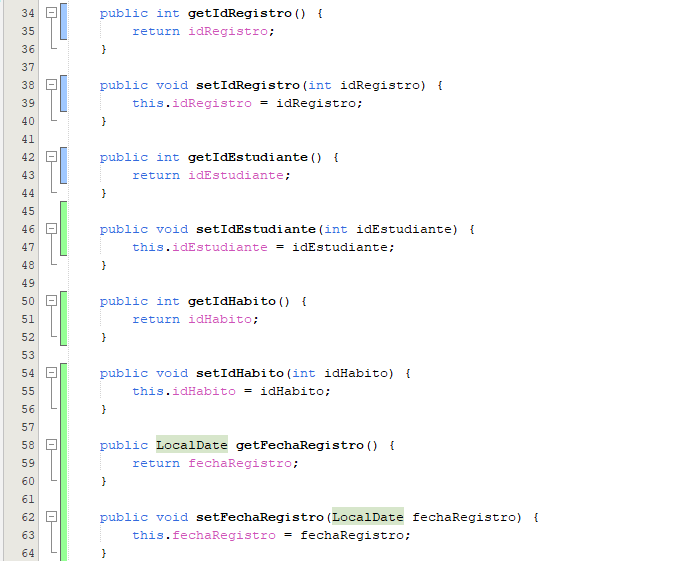 34 public int getIdRegistro() {
35 return idRegistro;
36 }
37
38 public void setIdRegistro(int idRegistro) {
39 this.idRegistro = idRegistro;
40 }
41
42 public int getIdEstudiante() {
43 return idEstudiante;
44 }
45
46 public void setIdEstudiante(int idEstudiante) {
47 this.idEstudiante = idEstudiante;
48 }
49
50 public int getIdHabito() {
51 return idHabito;
52 }
53
54 public void setIdHabito(int idHabito) {
55 this.idHabito = idHabito;
56 }
57
58 public LocalDate getFechaRegistro() {
59 return fechaRegistro;
60 }
61
62 public void setFechaRegistro(LocalDate fechaRegistro) {
63 this.fechaRegistro = fechaRegistro;
64 }